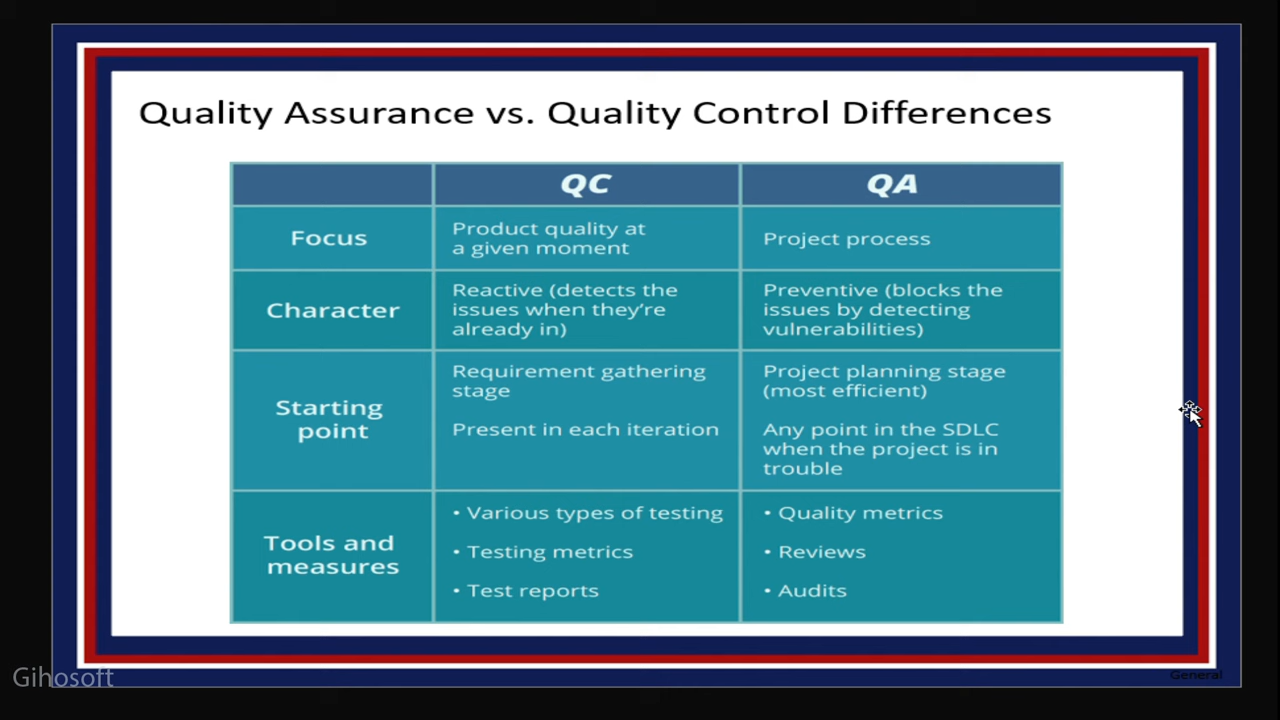 Quality Assurance vs. Quality Control Differences
QC
QA
Focus
Product quality at
a given moment
Project process
Character
Reactive (detects the
issues when they’re
already in)
Preventive (blocks the
issues by detecting
vulnerabilities)
Starting
point
Requirement gathering
stage
Present in each iteration
Project planning stage
(most efficient)
Any point in the SDLC
when the project is in
trouble
Tools and
measures
• Various types of testing
• Testing metrics
• Test reports
• Quality metrics
• Reviews
• Audits
Gihosoft
General